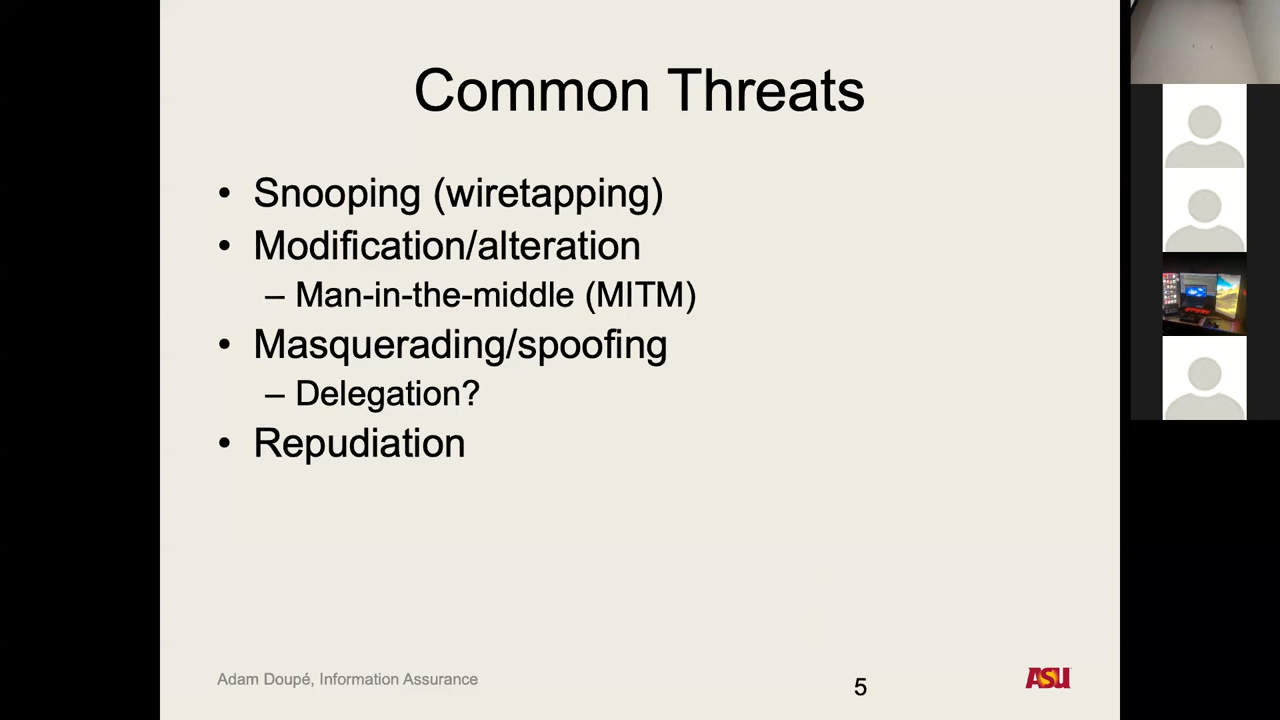 Common Threats
• Snooping (wiretapping)
• Modification/alteration
– Man-in-the-middle (MITM)
• Masquerading/spoofing
– Delegation?
• Repudiation
Adam Doupé, Information Assurance
5
ASU